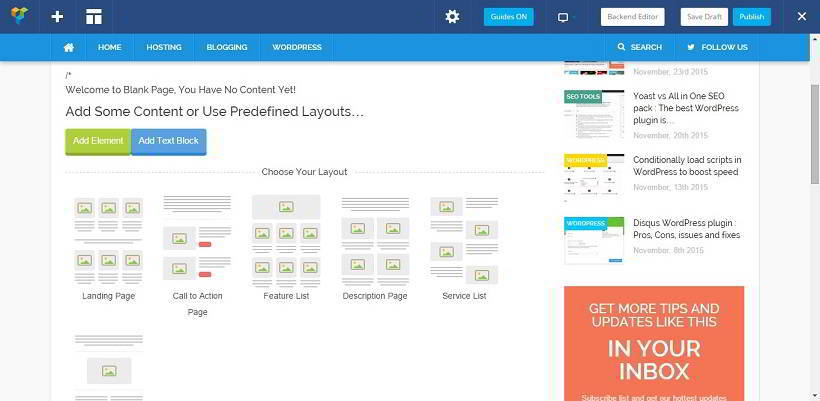 Guides ON
Backend Editor
Save Draft
Publish
HOME
HOSTING
BLOGGING
WORDPRESS
SEARCH
FOLLOW US
/*
Welcome to Blank Page, You Have No Content Yet!
Add Some Content or Use Predefined Layouts...
Add Element
Add Text Block
Choose Your Layout
Landing Page
Call to Action
Page
Feature List
Description Page
Service List
November, 23rd 2015
SEO TOOLS
Yoast vs All in One SEO
pack : The best WordPress
plugin is...
November, 20th 2015
WORDPRESS
Conditionally load scripts in
WordPress to boost speed
November, 13th 2015
WORDPRESS
Disqus WordPress plugin :
Pros, Cons, issues and fixes
November, 8th 2015
GET MORE TIPS AND
UPDATES LIKE THIS
IN YOUR
INBOX
Subscribe list and get our hottest updates